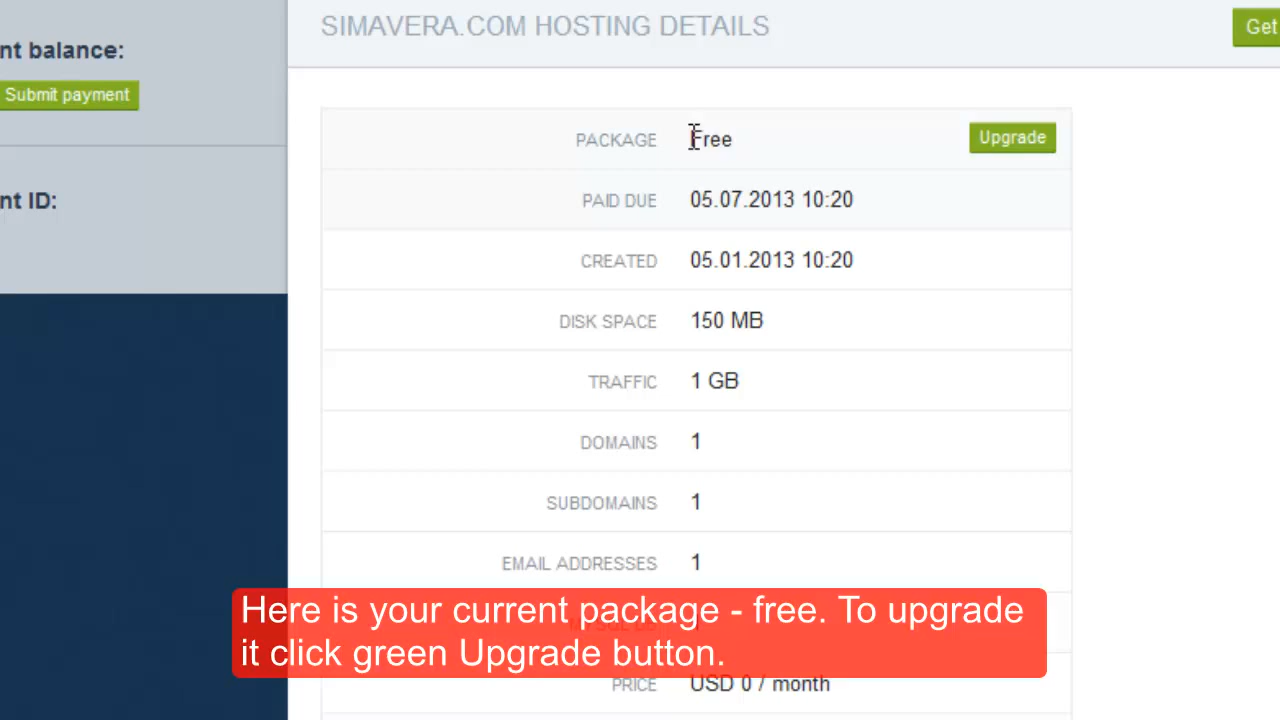 SIMAVERA.COM HOSTING DETAILS
Get
nt balance:
Submit payment
nt ID:
PACKAGE Free Upgrade
PAID DUE 05.07.2013 10:20
CREATED 05.01.2013 10:20
DISK SPACE 150 MB
TRAFFIC 1 GB
DOMAINS 1
SUBDOMAINS 1
EMAIL ADDRESSES 1
Here is your current package - free. To upgrade
it click green Upgrade button.
PRICE USD 0 / month